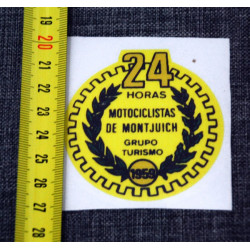 24
HORAS
MOTOCICLISTAS
DE MONTJUICH
GRUPO
TURISMO
1959
19
20
21
22
23
24
25
26
27
28